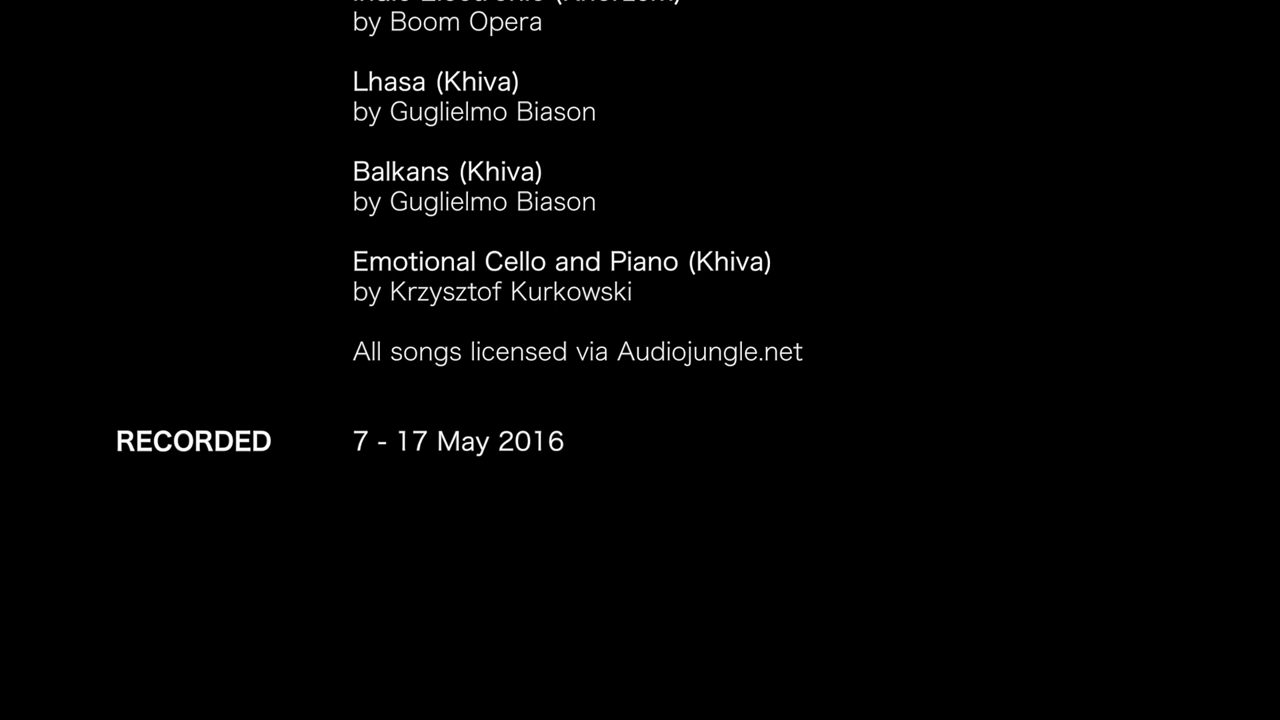 by Boom Opera
Lhasa (Khiva)
by Guglielmo Biason
Balkans (Khiva)
by Guglielmo Biason
Emotional Cello and Piano (Khiva)
by Krzysztof Kurkowski
All songs licensed via Audiojungle.net
RECORDED 7 - 17 May 2016